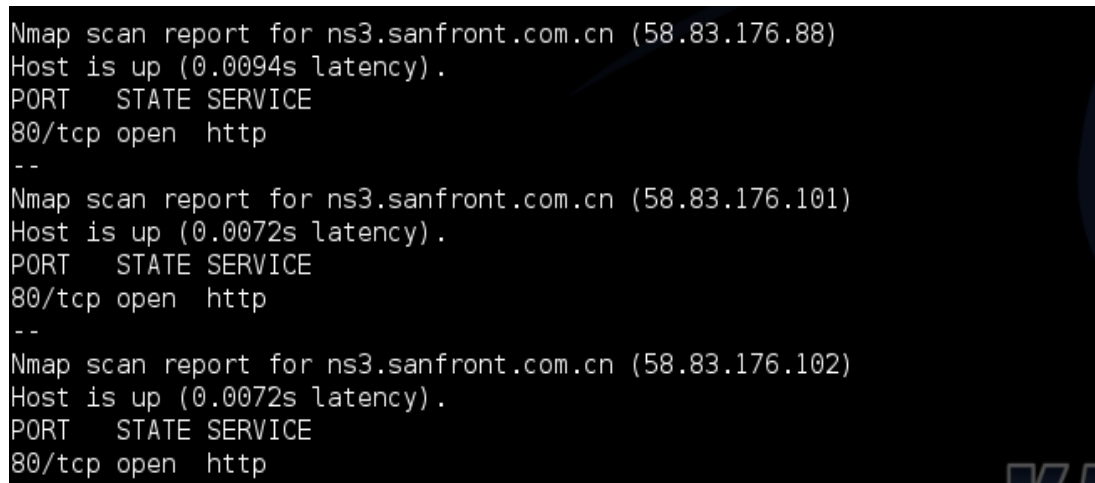 Nmap scan report for ns3.sanfront.com.cn (58.83.176.88)
Host is up (0.0094s latency).
PORT   STATE SERVICE
80/tcp open  http
--
Nmap scan report for ns3.sanfront.com.cn (58.83.176.101)
Host is up (0.0072s latency).
PORT   STATE SERVICE
80/tcp open  http
--
Nmap scan report for ns3.sanfront.com.cn (58.83.176.102)
Host is up (0.0072s latency).
PORT   STATE SERVICE
80/tcp open  http